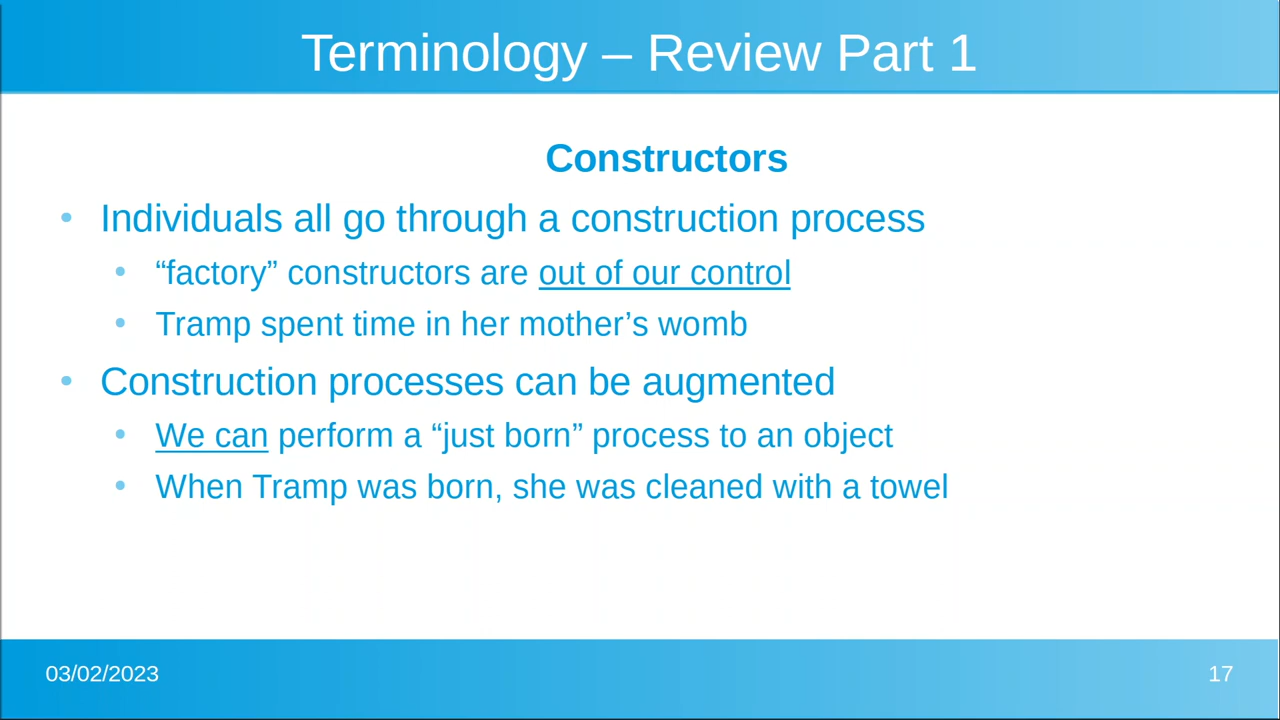 Terminology – Review Part 1
Constructors
• Individuals all go through a construction process
• “factory” constructors are out of our control
• Tramp spent time in her mother’s womb
• Construction processes can be augmented
• We can perform a “just born” process to an object
• When Tramp was born, she was cleaned with a towel
03/02/2023
17